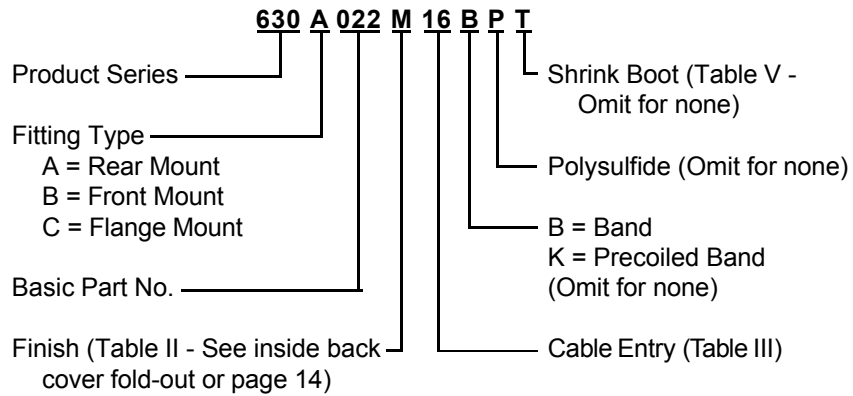 630 A 022 M 16 B P T
Product Series
Fitting Type
A = Rear Mount
B = Front Mount
C = Flange Mount
Basic Part No.
Finish (Table II - See inside back
cover fold-out or page 14)
Shrink Boot (Table V -
Omit for none)
Polysulfide (Omit for none)
B = Band
K = Precoiled Band
(Omit for none)
Cable Entry (Table III)